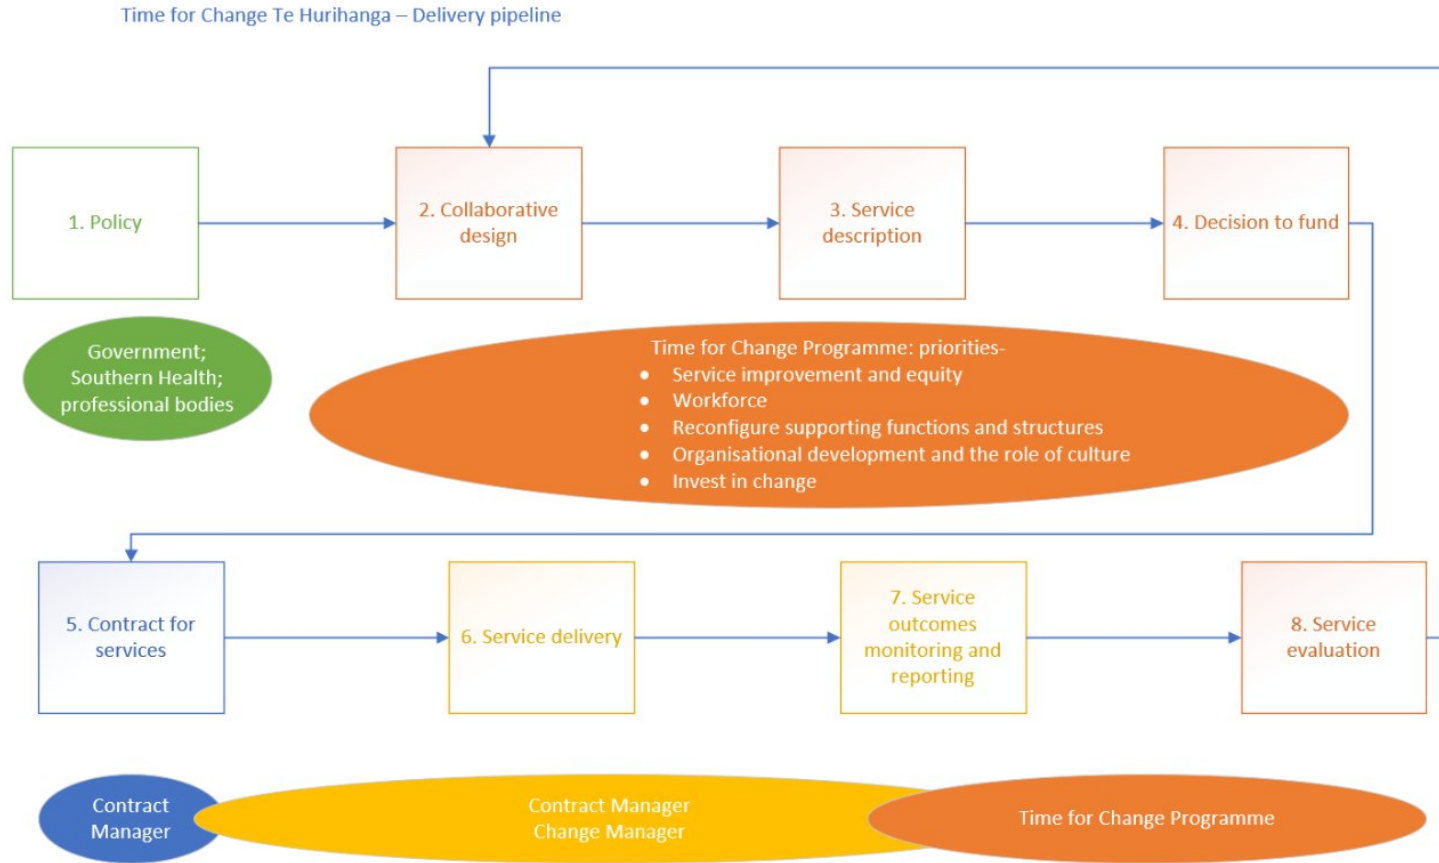 Time for Change Te Hurihanga – Delivery pipeline
1. Policy
2. Collaborative
design
3. Service
description
4. Decision to fund
Government;
Southern Health;
professional bodies
Time for Change Programme: priorities-
• Service improvement and equity
• Workforce
• Reconfigure supporting functions and structures
• Organisational development and the role of culture
• Invest in change
5. Contract for
services
6. Service delivery
7. Service
outcomes
monitoring and
reporting
8. Service
evaluation
Contract
Manager
Contract Manager
Change Manager
Time for Change Programme